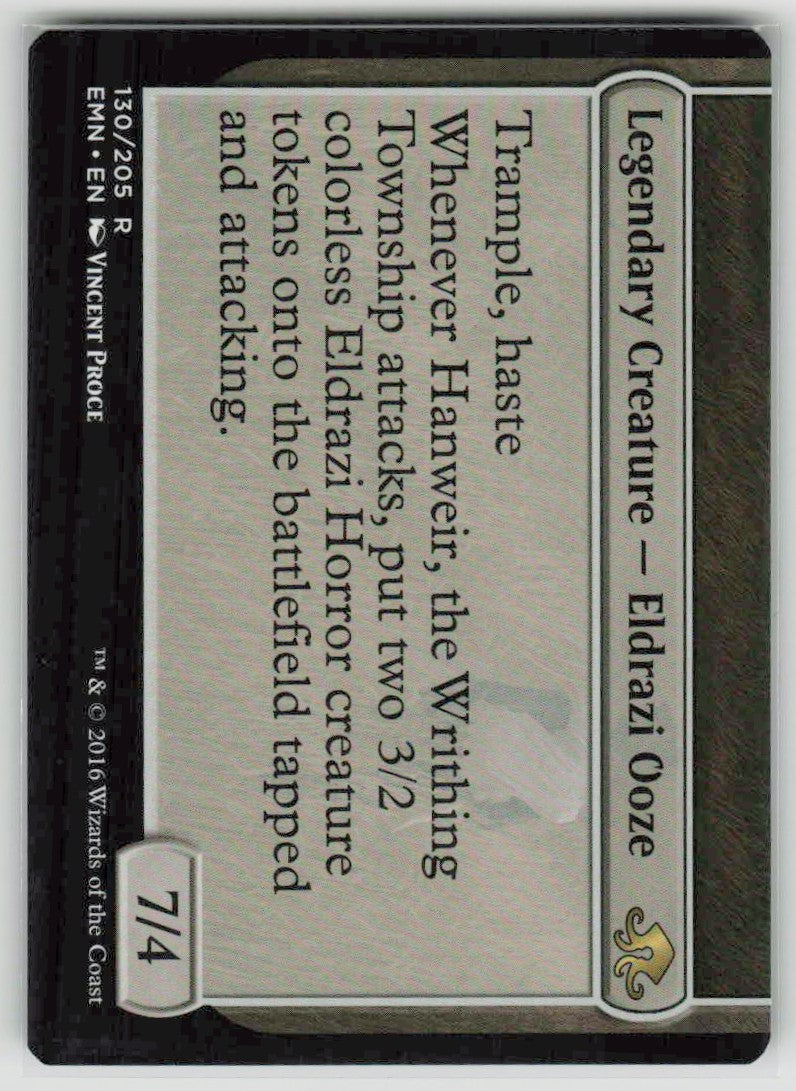 Legendary Creature — Eldrazi Ooze
Trample, haste
Whenever Hanweir, the Writhing
Township attacks, put two 3/2
colorless Eldrazi Horror creature
tokens onto the battlefield tapped
and attacking.
7/4
130/205 R
EMN • EN VINCENT PROCE
™ & © 2016 Wizards of the Coast